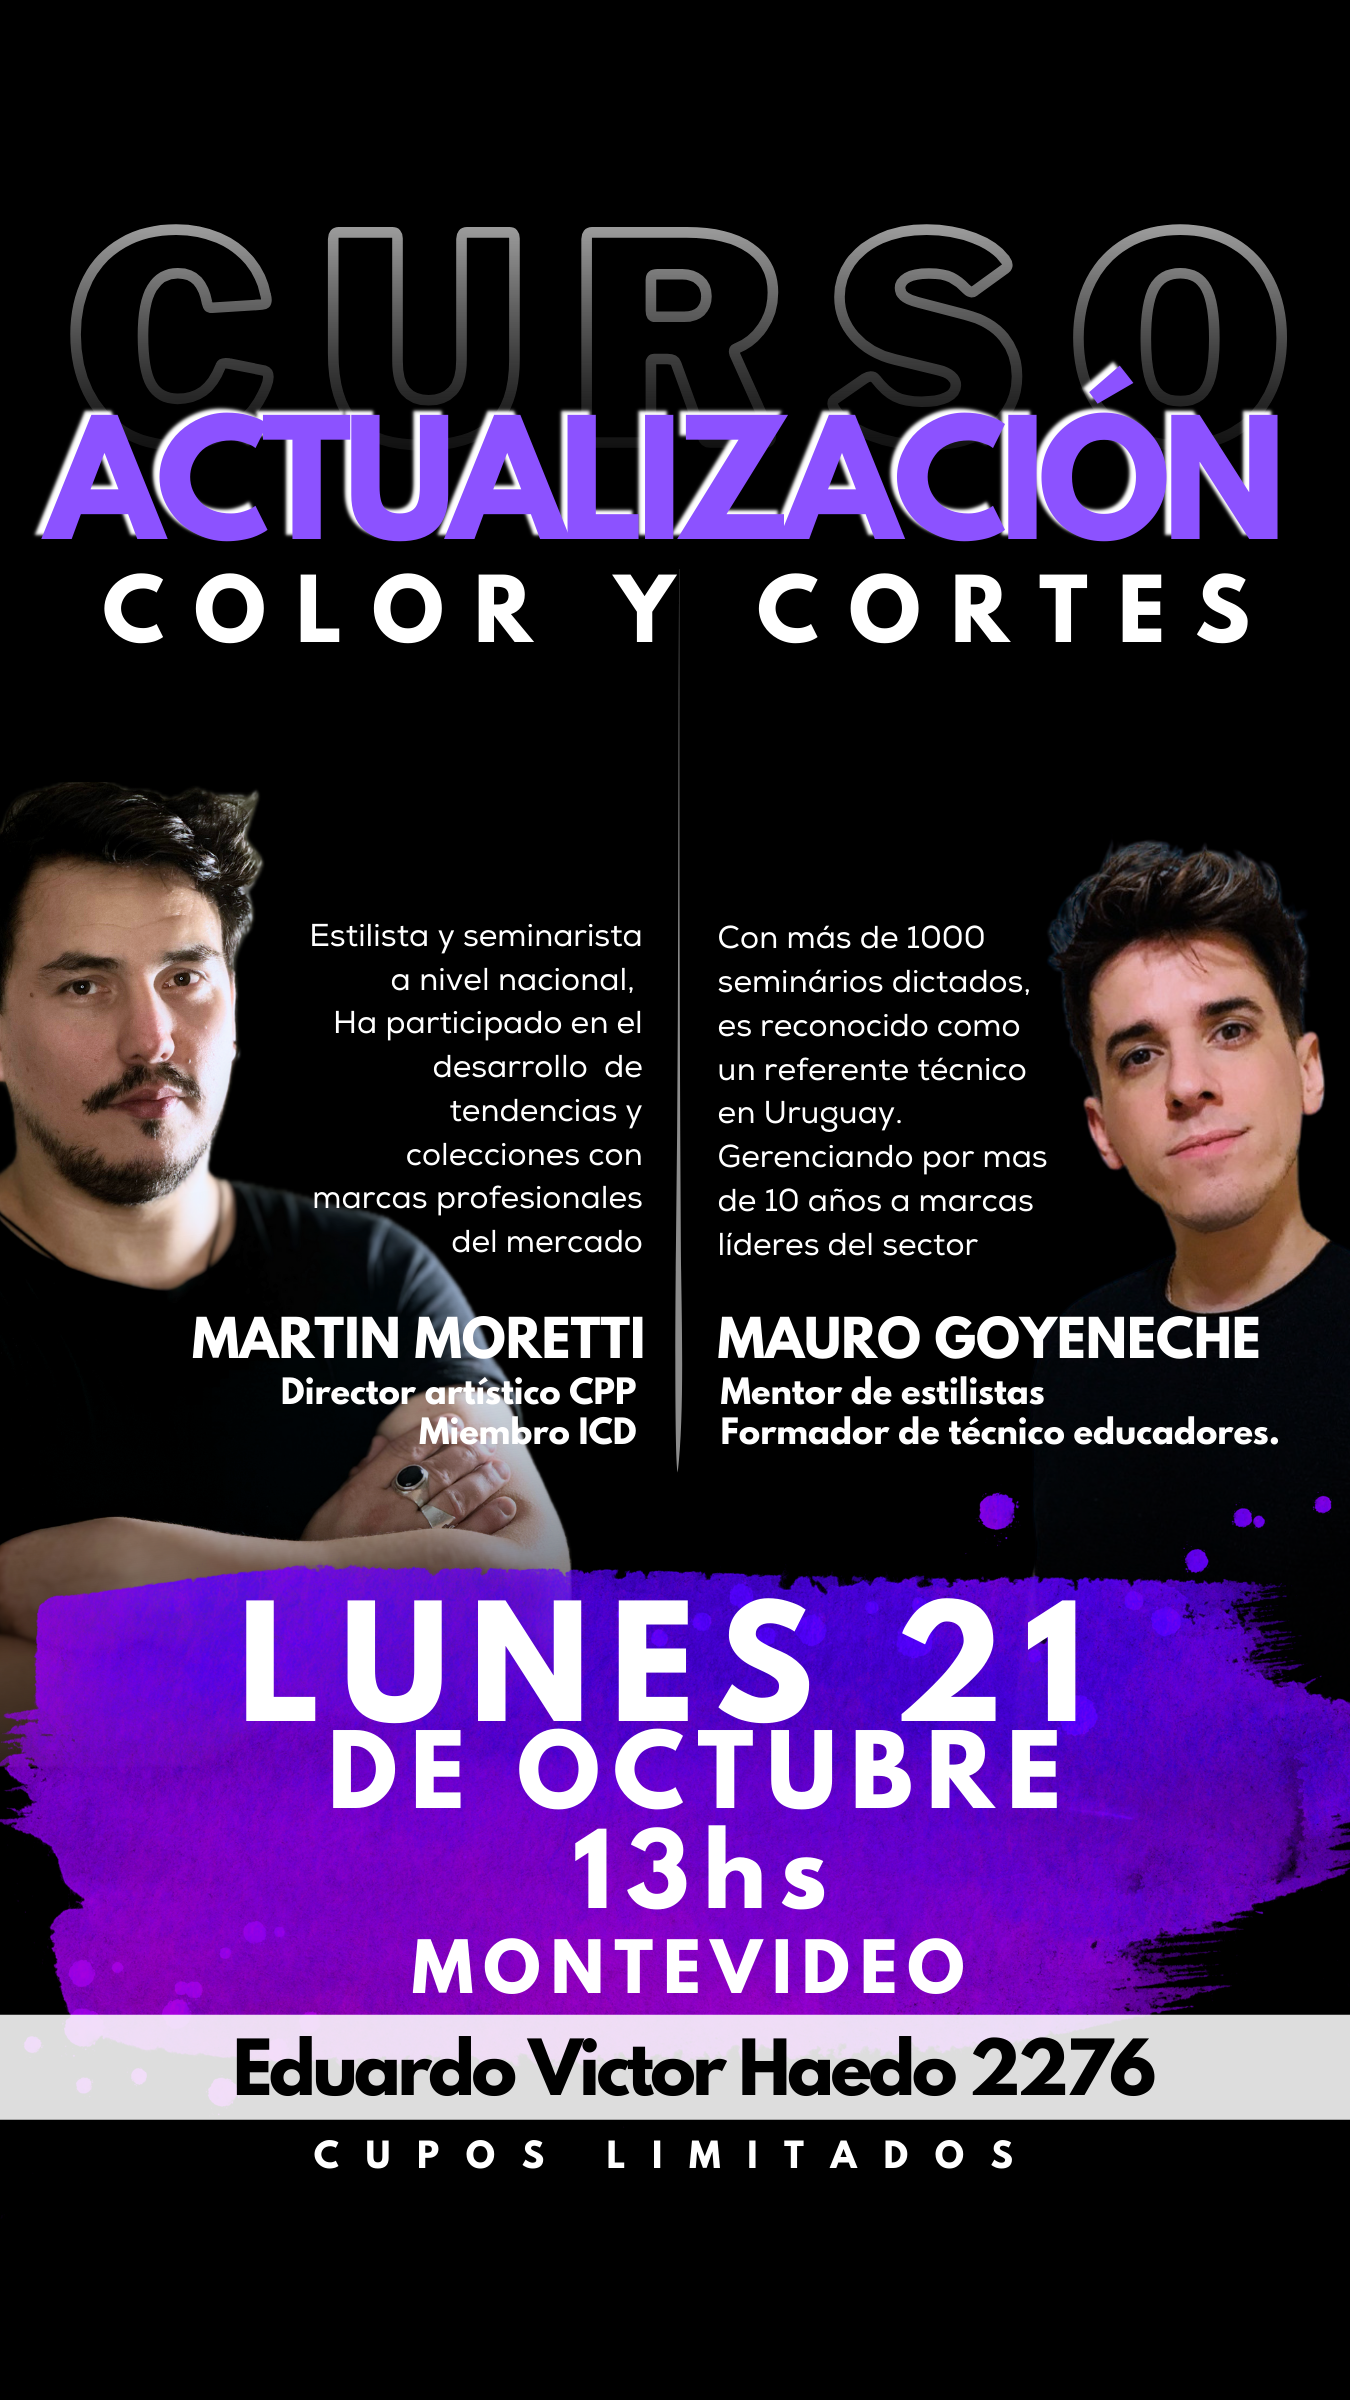 CURSO
ACTUALIZACIÓN
COLOR Y CORTES
Estilista y seminarista
a nivel nacional,
Ha participado en el
desarrollo de
tendencias y
colecciones con
marcas profesionales
del mercado
MARTIN MORETTI
Director artístico CPP
Miembro ICD
Con más de 1000
seminários dictados,
es reconocido como
un referente técnico
en Uruguay.
Gerenciando por mas
de 10 años a marcas
líderes del sector
MAURO GOYENECHE
Mentor de estilistas
Formador de técnico educadores.
LUNES 21
DE OCTUBRE
13hs
MONTEVIDEO
Eduardo Victor Haedo 2276
CUPOS LIMITADOS